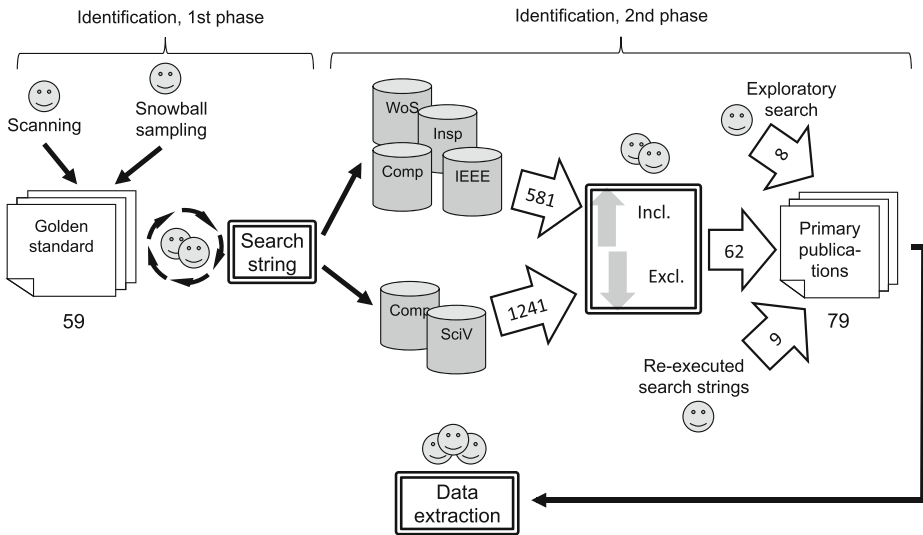 Identification, 1st phase
Identification, 2nd phase
Scanning
Snowball
sampling
Golden
standard
59
Search
string
WoS
Insp
Comp
IEEE
Comp
SciV
581
1241
Incl.
Excl.
62
Exploratory
search
8
Primary
publica-
tions
79
9
Re-executed
search strings
Data
extraction